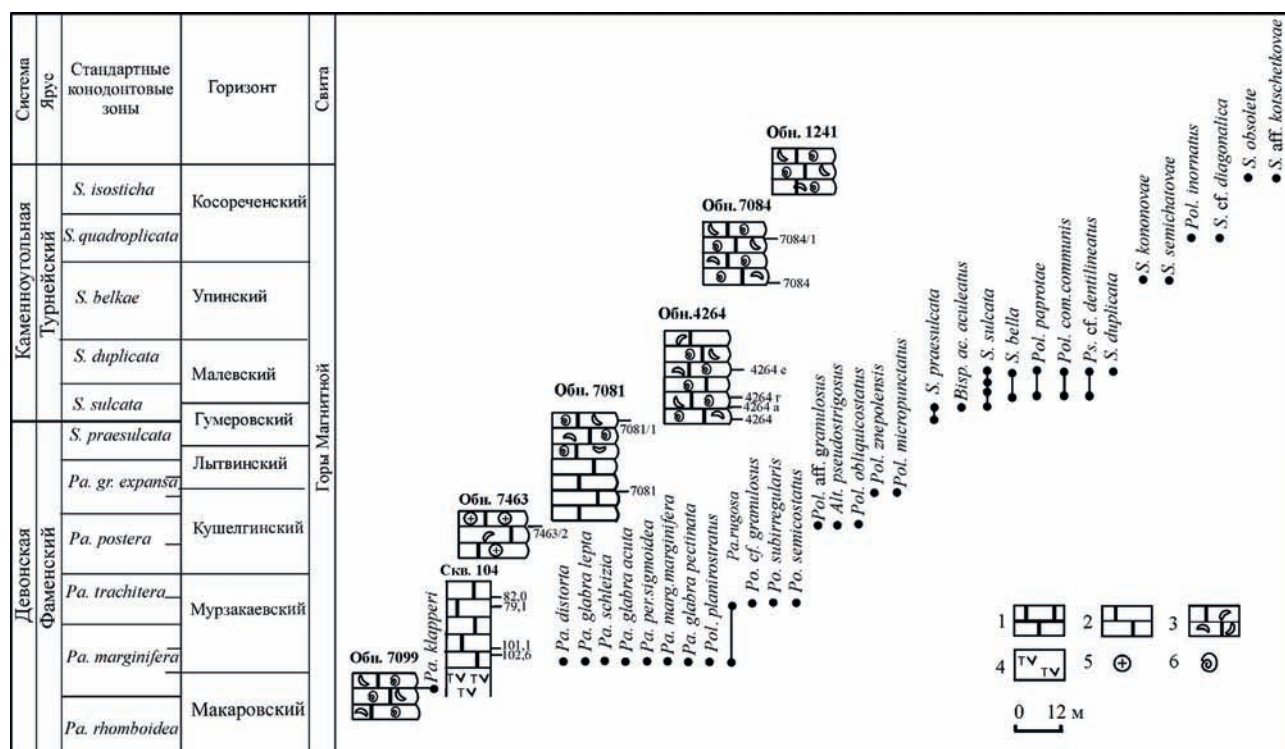 Система
Ярус
Стандартные
конодонтовые
зоны
Горизонт
Свита
Каменноугольная
Турнейский
Девонская
Фаменский
S. isosticha
S. quadroplicata
S. belkae
S. duplicata
S. sulcata
S. praesulcata
Pa. gr. expansa
Pa. postera
Pa. trachitera
Pa. marginifera
Pa. rhomboidea
Косореченский
Упинский
Малевский
Гумеровский
Лытвинский
Кушелгинский
Мурзакаевский
Макаровский
Горы Магнитной
Обн. 1241
Обн. 7084
7084/1
7084
Обн.4264
4264 е
4264 г
4264 а
4264
Обн. 7081
7081/1
7081
Обн. 7463
7463/2
Скв. 104
82,0
79,1
101,1
102,6
Обн. 7099
Pa. klapperi
Pa. distorta
Pa. glabra lepta
Pa. schleizia
Pa. glabra acuta
Pa. per.sigmoidea
Pa. marg.marginifera
Pa. glabra pectinata
Pol. planirostratus
Pa.rugosa
Po. cf. granulosus
Po. subirregularis
Po. semicostatus
Pol. aff. granulosus
Alt. pseudostrigosus
Pol. obliquicostatus
Pol. znepolensis
Pol. micropunctatus
S. praesulcata
Bisp. ac. aculeatus
S. sulcata
S. bella
Pol. paprotae
Pol. com.communis
Ps. cf. dentilineatus
S. duplicata
S. kononovae
S. semichatovae
Pol. inornatus
S. cf. diagonalica
S. obsolete
S. aff. kotschetkovae
1
2
3
4
TV
TV
5
6
0 12 м